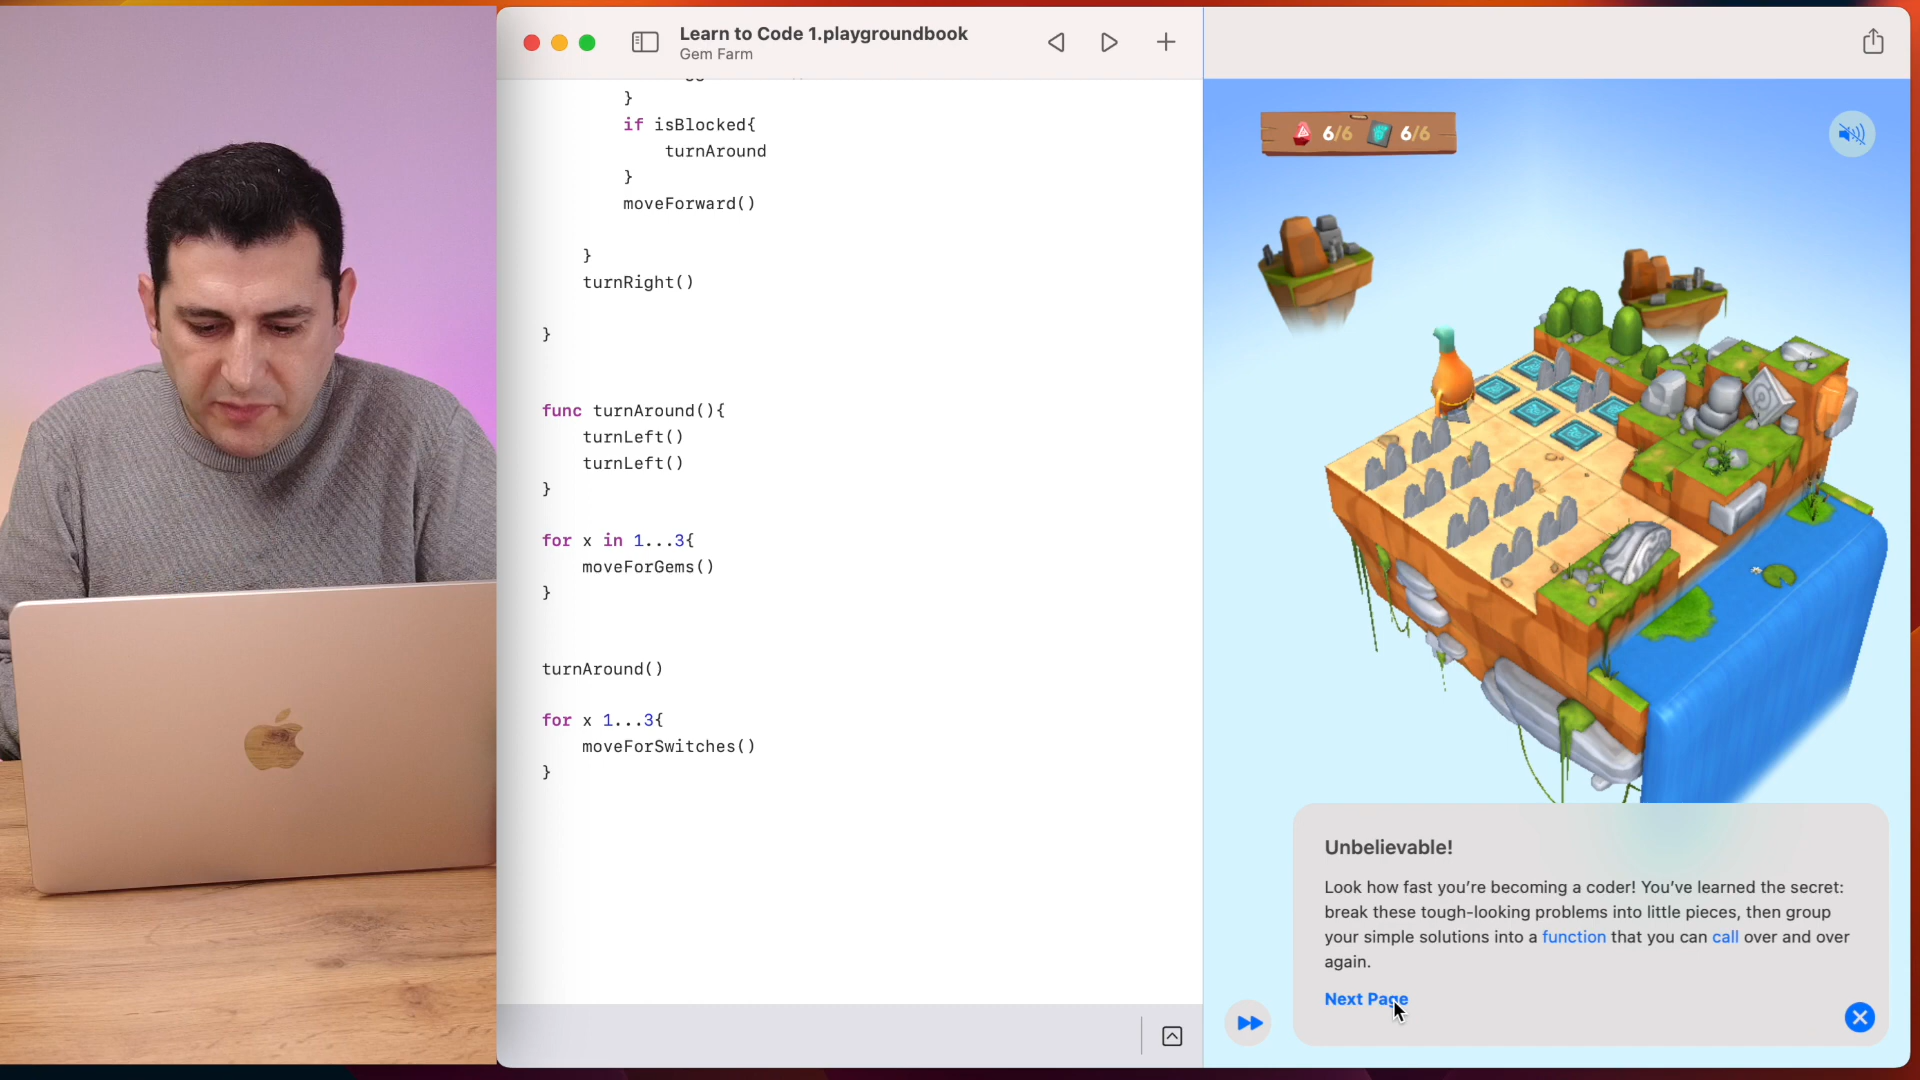 Learn to Code 1.playgroundbook
Gem Farm
}
if isBlocked{
turnAround
}
moveForward()
}
turnRight()
}
func turnAround(){
turnLeft()
turnLeft()
}
for x in 1...3{
moveForGems()
}
turnAround()
for x 1...3{
moveForSwitches()
}
6/6 6/6
Unbelievable!
Look how fast you're becoming a coder! You've learned the secret:
break these tough-looking problems into little pieces, then group
your simple solutions into a function that you can call over and over
again.
Next Page